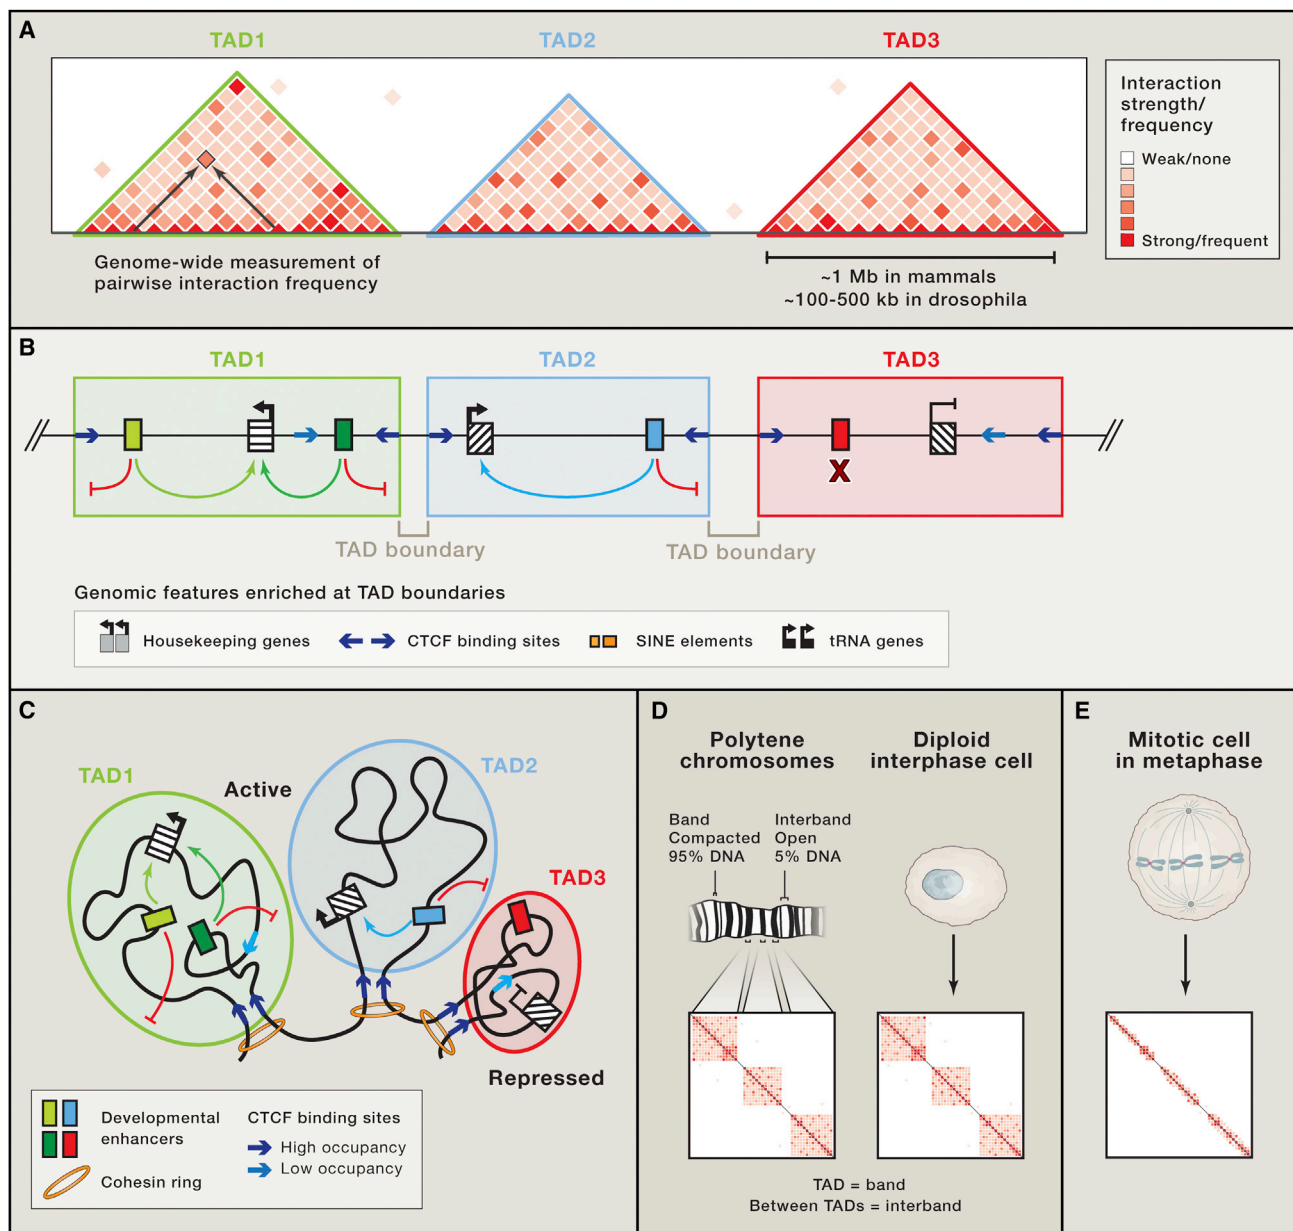 A
TAD1
TAD2
TAD3
Interaction
strength/
frequency
Weak/none
Strong/frequent
Genome-wide measurement of
pairwise interaction frequency
~1 Mb in mammals
~100-500 kb in drosophila
B
TAD1
TAD2
TAD3
X
TAD boundary
TAD boundary
Genomic features enriched at TAD boundaries
Housekeeping genes
CTCF binding sites
SINE elements
tRNA genes
C
TAD1
Active
TAD2
TAD3
Repressed
Developmental
enhancers
Cohesin ring
CTCF binding sites
High occupancy
Low occupancy
D
Polytene
chromosomes
Diploid
interphase cell
Band
Compacted
95% DNA
Interband
Open
5% DNA
TAD = band
Between TADs = interband
E
Mitotic cell
in metaphase